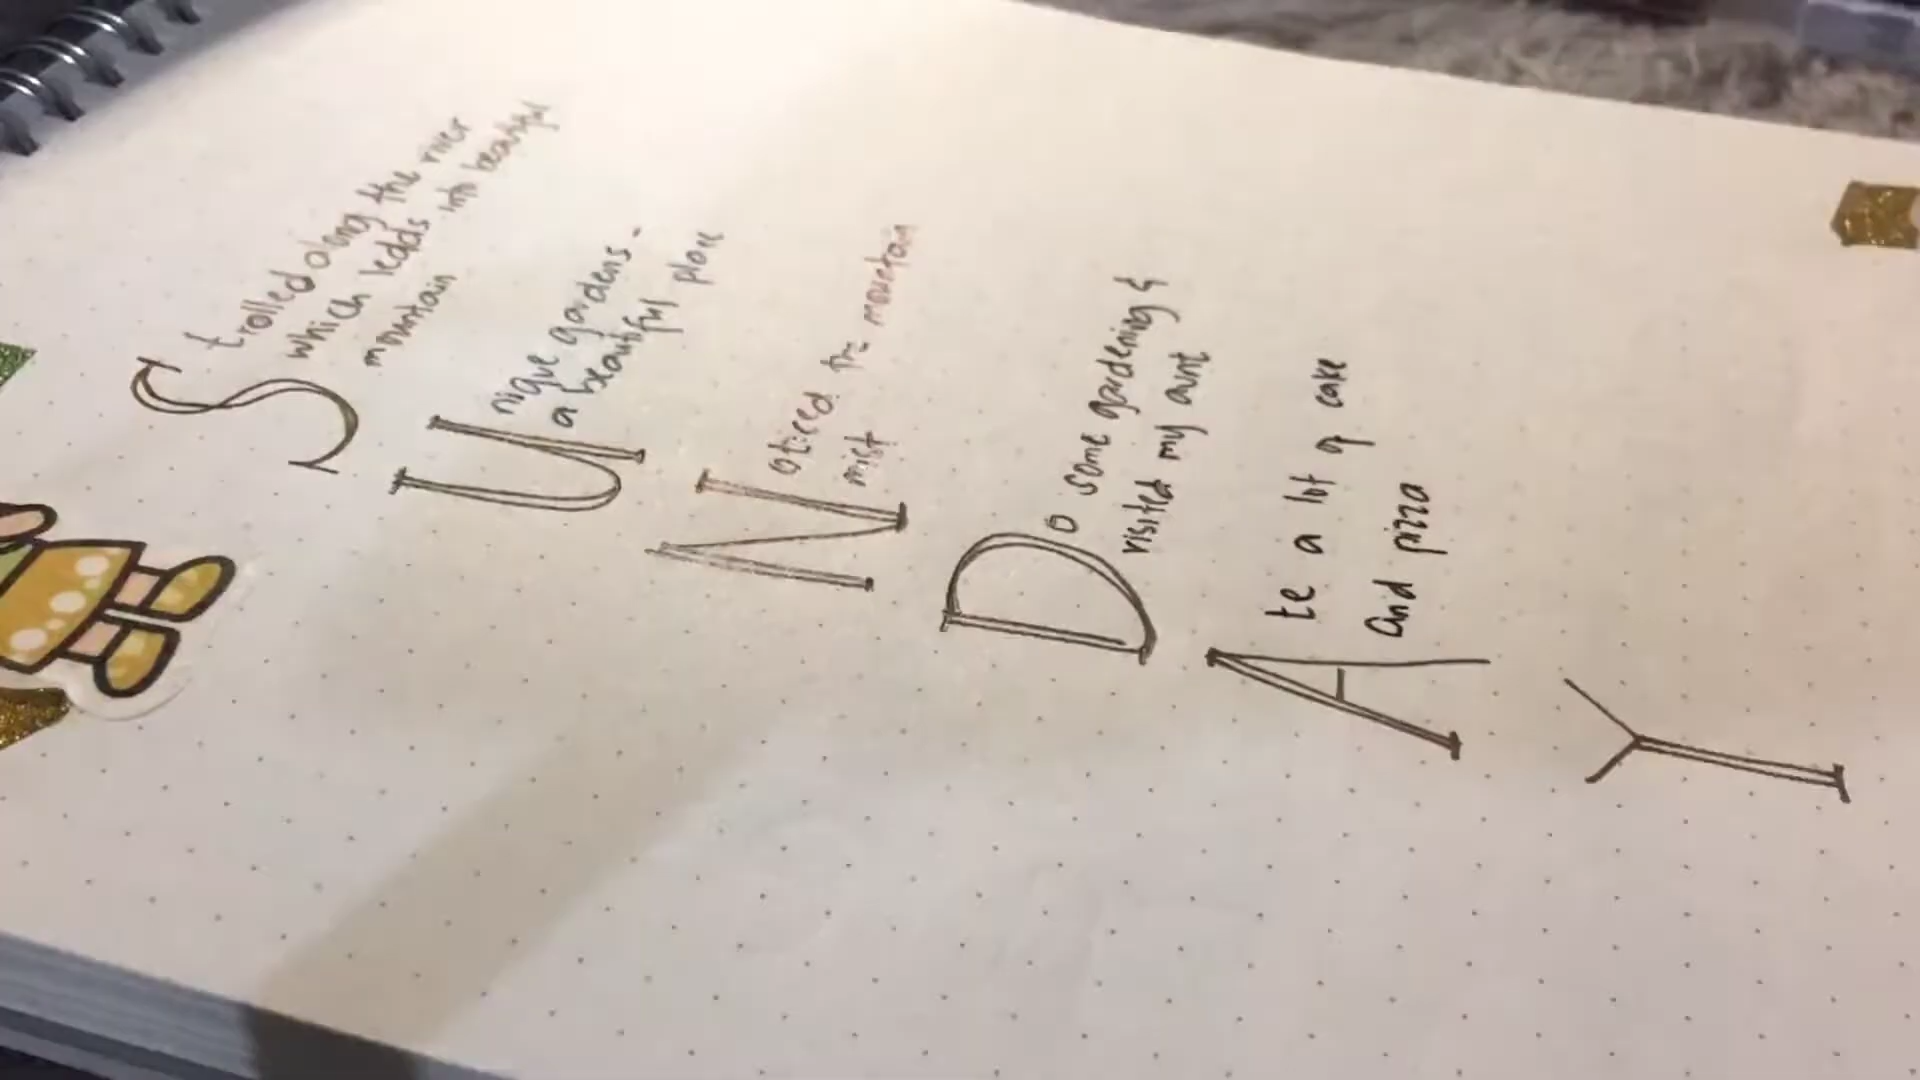 Strolled along the river
which leads into beautiful
mountain
Unique gardens -
a beautiful place
Noticed the mountain
mist
Do some gardening &
visited my aunt
Ate a lot of cake
and pizza
Y